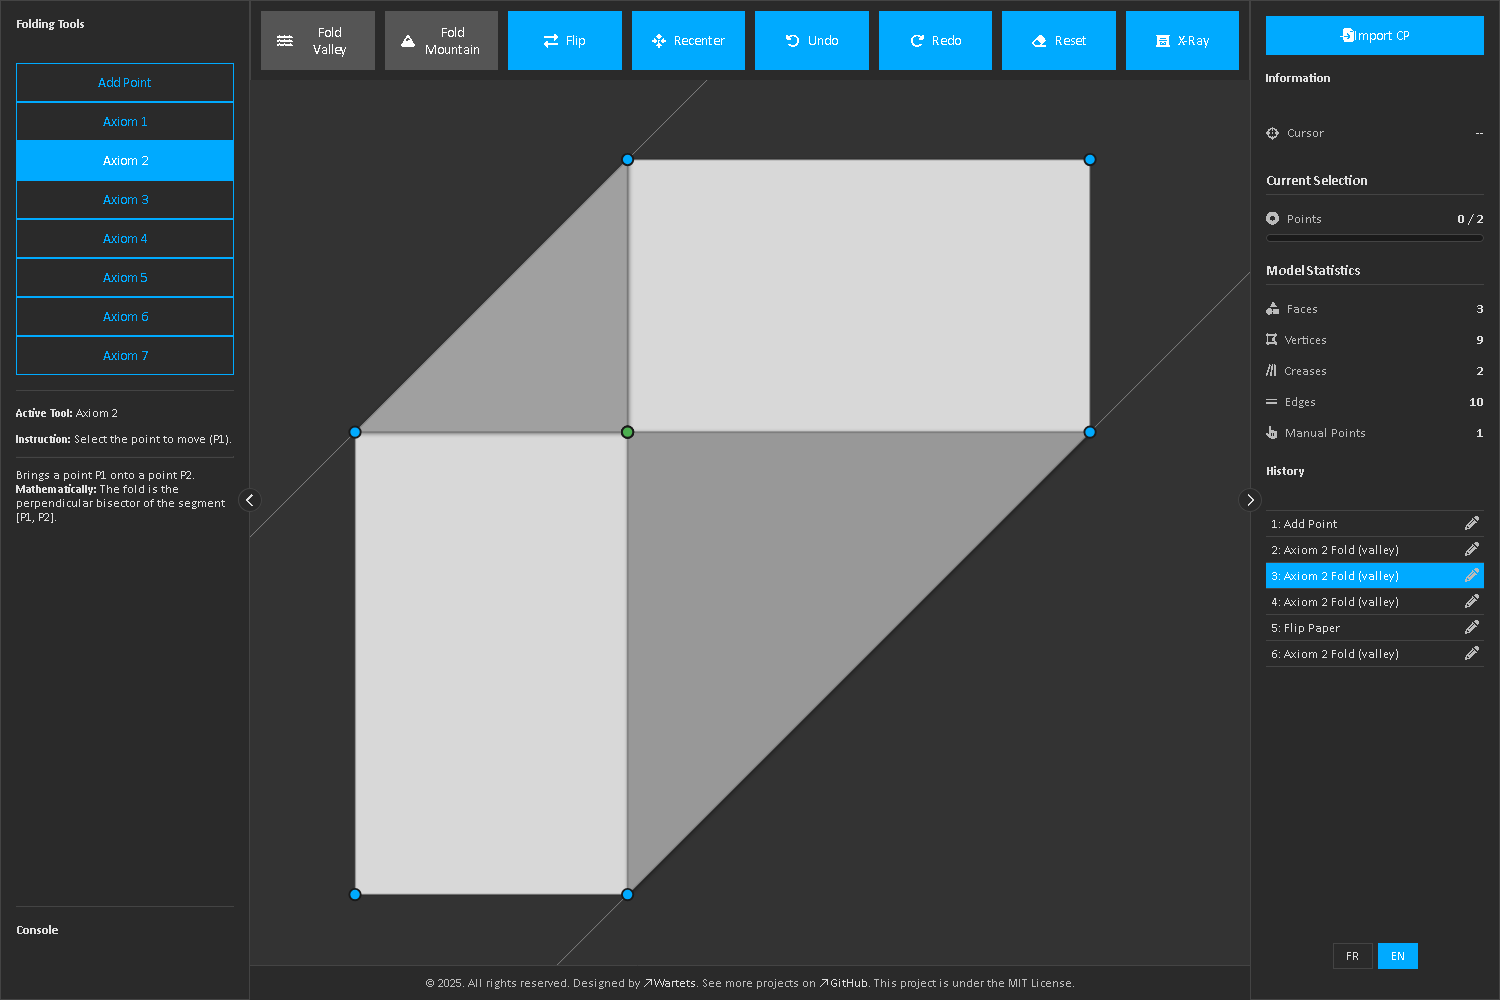 Folding Tools
Add Point
Axiom 1
Axiom 2
Axiom 3
Axiom 4
Axiom 5
Axiom 6
Axiom 7
Active Tool: Axiom 2
Instruction: Select the point to move (P1).
Brings a point P1 onto a point P2.
Mathematically: The fold is the
perpendicular bisector of the segment
[P1, P2].
Console
Fold
Valley
Fold
Mountain
Flip
Recenter
Undo
Redo
Reset
X-Ray
© 2025. All rights reserved. Designed by ↗Wartets. See more projects on ↗GitHub. This project is under the MIT License.
Import CP
Information
Cursor --
Current Selection
Points 0 / 2
Model Statistics
Faces 3
Vertices 9
Creases 2
Edges 10
Manual Points 1
History
1: Add Point
2: Axiom 2 Fold (valley)
3: Axiom 2 Fold (valley)
4: Axiom 2 Fold (valley)
5: Flip Paper
6: Axiom 2 Fold (valley)
FR EN